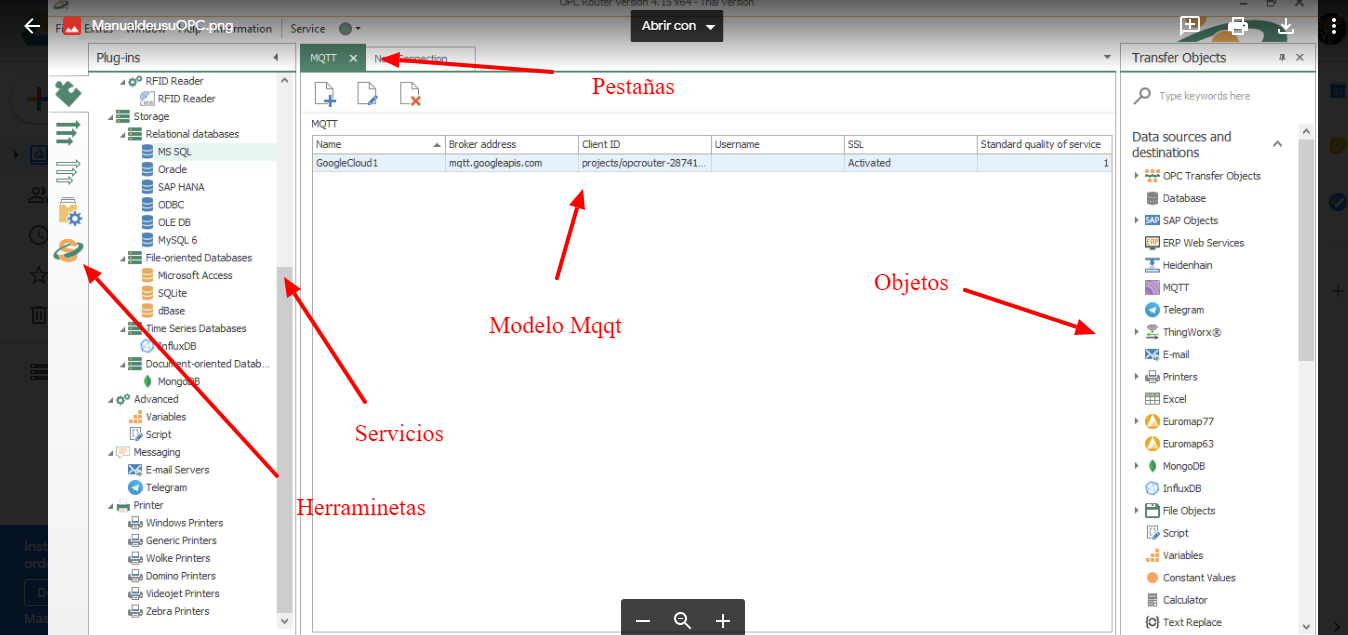 OPC Router Version 4.15 x64 - Trial version
ManualdeusuOPC.png
Abrir con
Extras Window Help Information Service
Plug-ins
RFID Reader
RFID Reader
Storage
Relational databases
MS SQL
Oracle
SAP HANA
ODBC
OLE DB
MySQL 6
File-oriented Databases
Microsoft Access
SQLite
dBase
Time Series Databases
InfluxDB
Document-oriented Datab...
MongoDB
Advanced
Variables
Script
Messaging
E-mail Servers
Telegram
Printer
Windows Printers
Generic Printers
Wolke Printers
Domino Printers
Videojet Printers
Zebra Printers
MQTT
New Connection
Pestañas
MQTT
Name Broker address Client ID Username SSL Standard quality of service
GoogleCloud1 mqtt.googleapis.com projects/opcrouter-28741... Activated 1
Modelo Mqqt
Servicios
Herraminetas
Objetos
Transfer Objects
Type keywords here
Data sources and
destinations
OPC Transfer Objects
Database
SAP Objects
ERP Web Services
Heidenhain
MQTT
Telegram
ThingWorx®
E-mail
Printers
Excel
Euromap77
Euromap63
MongoDB
InfluxDB
File Objects
Script
Variables
Constant Values
Calculator
Text Replace